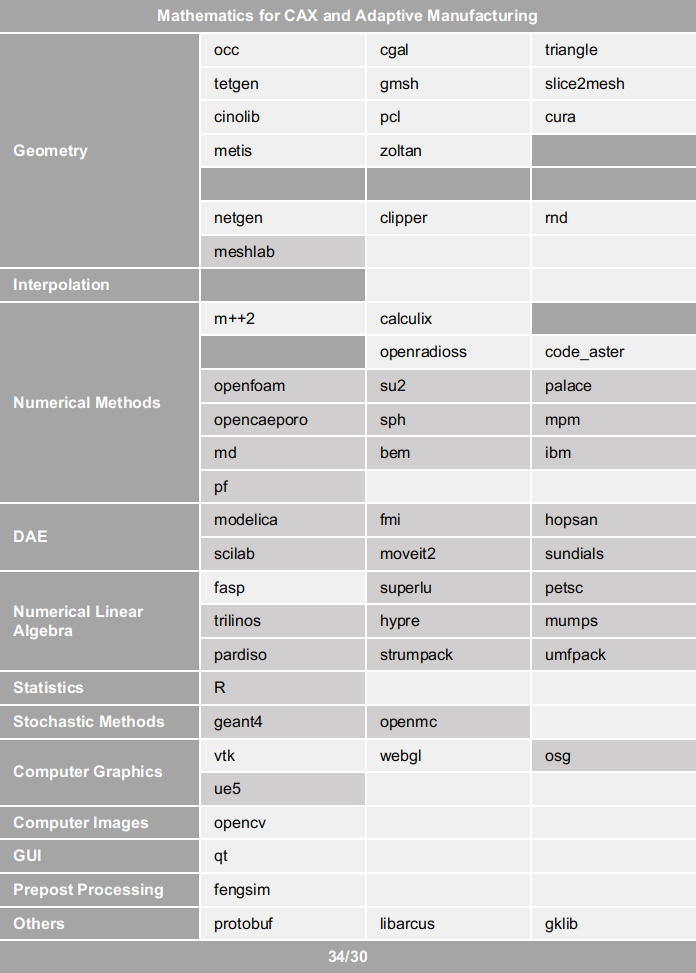 Mathematics for CAX and Adaptive Manufacturing
Geometry
occ cgal triangle
tetgen gmsh slice2mesh
cinolib pcl cura
metis zoltan
netgen clipper rnd
meshlab
Interpolation
Numerical Methods
m++2 calculix
openradioss code_aster
openfoam su2 palace
opencaeporo sph mpm
md bem ibm
pf
DAE
modelica fmi hopsan
scilab moveit2 sundials
Numerical Linear
Algebra
fasp superlu petsc
trilinos hypre mumps
pardiso strumpack umfpack
Statistics R
Stochastic Methods geant4 openmc
Computer Graphics
vtk webgl osg
ue5
Computer Images opencv
GUI qt
Prepost Processing fengsim
Others protobuf libarcus gklib
34/30